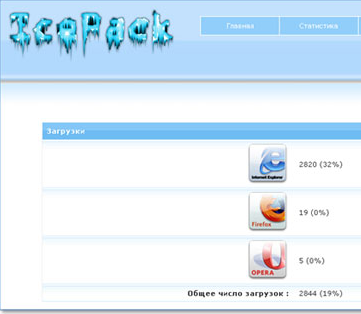 IcePack
Главная Статистика
Загрузки
Internet Explorer
2820 (32%)
Firefox
19 (0%)
OPERA
5 (0%)
Общее число загрузок : 2844 (19%)